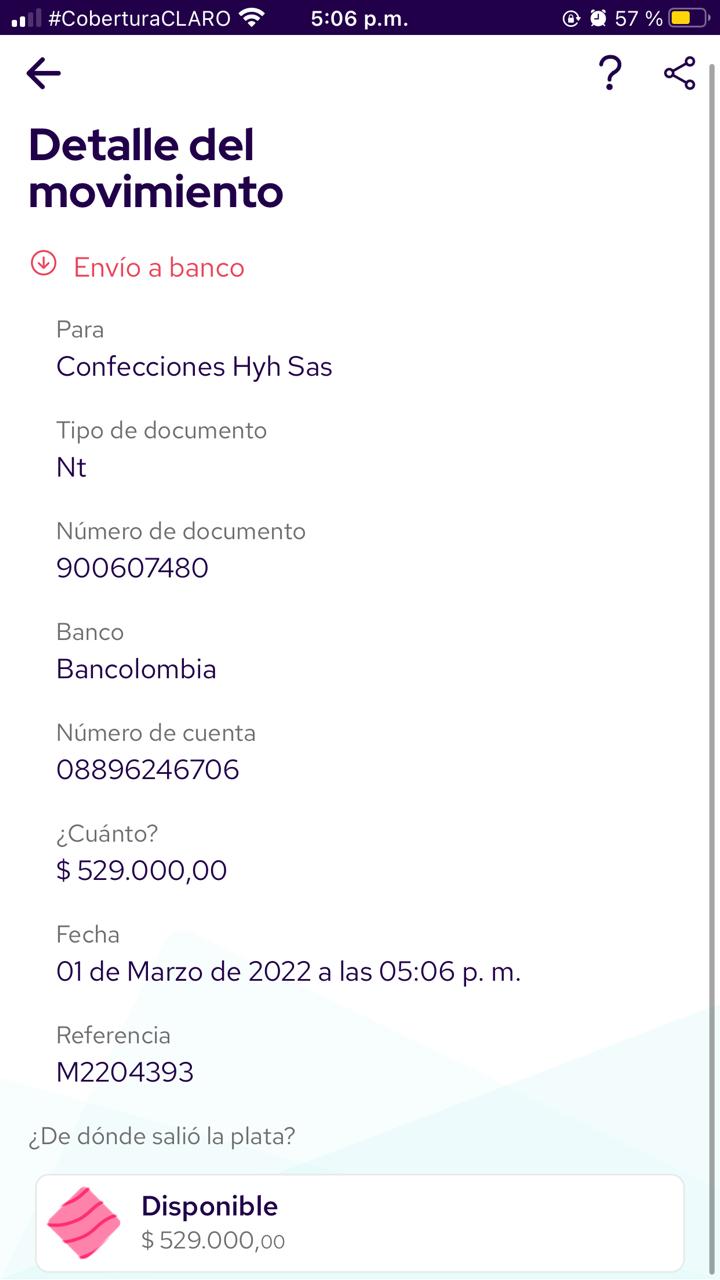 #CoberturaCLARO 5:06 p.m. 57 %
?
Detalle del
movimiento
Envío a banco
Para
Confecciones Hyh Sas
Tipo de documento
Nt
Número de documento
900607480
Banco
Bancolombia
Número de cuenta
08896246706
¿Cuánto?
$ 529.000,00
Fecha
01 de Marzo de 2022 a las 05:06 p. m.
Referencia
M2204393
¿De dónde salió la plata?
Disponible
$ 529.000,00